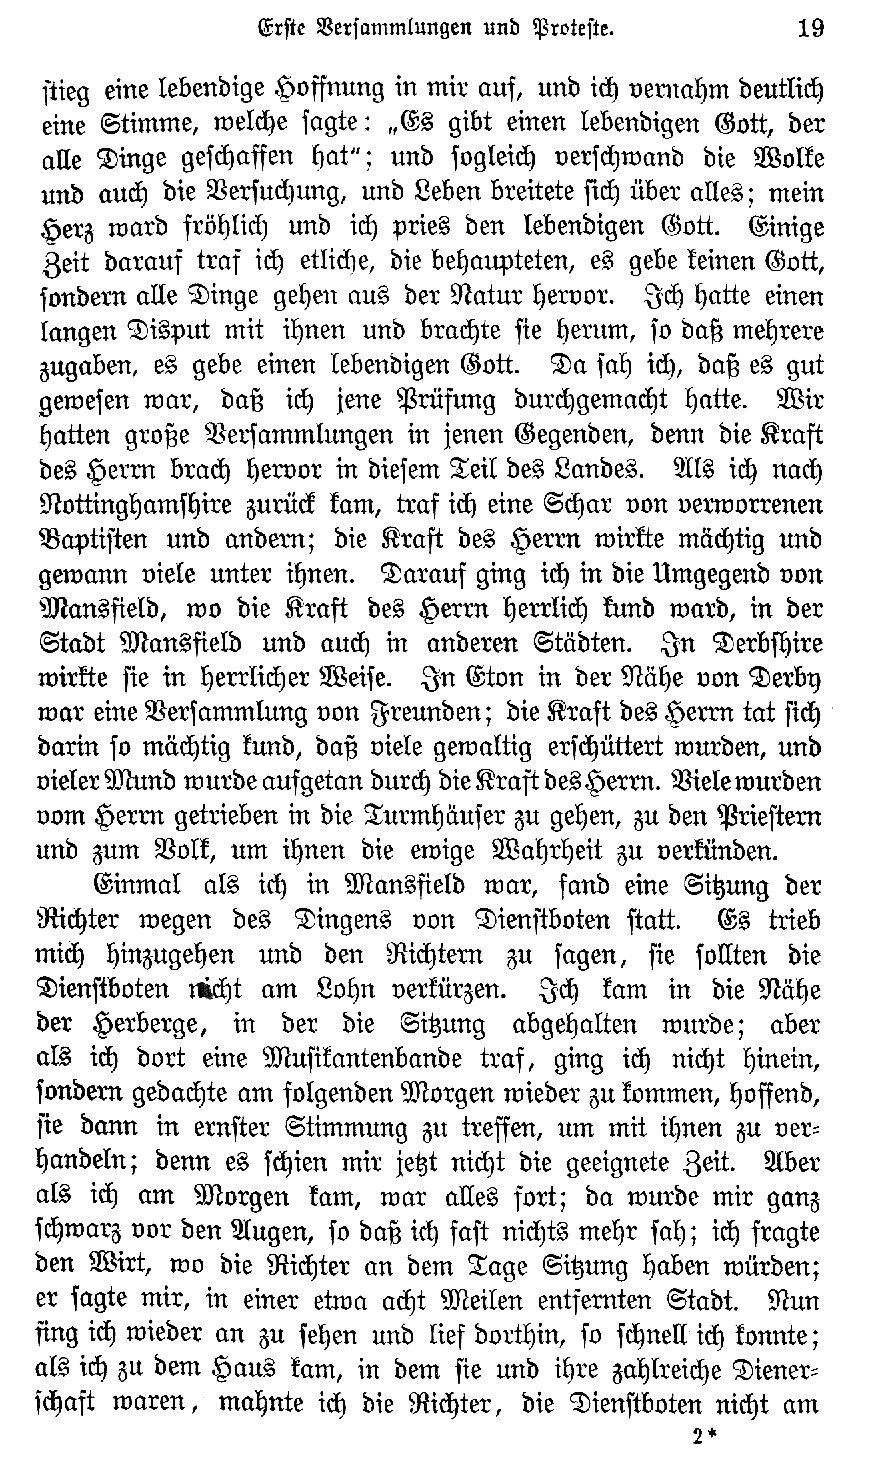 Erste Versammlungen und Proteste. 19
stieg eine lebendige Hoffnung in mir auf, und ich vernahm deutlich
eine Stimme, welche sagte: „Es gibt einen lebendigen Gott, der
alle Dinge geschaffen hat“; und sogleich verschwand die Wolke
und auch die Versuchung, und Leben breitete sich über alles; mein
Herz ward fröhlich und ich pries den lebendigen Gott. Einige
Zeit darauf traf ich etliche, die behaupteten, es gebe keinen Gott,
sondern alle Dinge gehen aus der Natur hervor. Ich hatte einen
langen Disput mit ihnen und brachte sie herum, so daß mehrere
zugaben, es gebe einen lebendigen Gott. Da sah ich, daß es gut
gewesen war, daß ich jene Prüfung durchgemacht hatte. Wir
hatten große Versammlungen in jenen Gegenden, denn die Kraft
des Herrn brach hervor in diesem Teil des Landes. Als ich nach
Nottinghamshire zurück kam, traf ich eine Schar von verworrenen
Baptisten und andern; die Kraft des Herrn wirkte mächtig und
gewann viele unter ihnen. Darauf ging ich in die Umgegend von
Mansfield, wo die Kraft des Herrn herrlich kund ward, in der
Stadt Mansfield und auch in anderen Städten. In Derbshire
wirkte sie in herrlicher Weise. In Eton in der Nähe von Derby
war eine Versammlung von Freunden; die Kraft des Herrn tat sich
darin so mächtig kund, daß viele gewaltig erschüttert wurden, und
vieler Mund wurde aufgetan durch die Kraft des Herrn. Viele wurden
vom Herrn getrieben in die Turmhäuser zu gehen, zu den Priestern
und zum Volk, um ihnen die ewige Wahrheit zu verkünden.
Einmal als ich in Mansfield war, fand eine Sitzung der
Richter wegen des Dingens von Dienstboten statt. Es trieb
mich hinzugehen und den Richtern zu sagen, sie sollten die
Dienstboten nicht am Lohn verkürzen. Ich kam in die Nähe
der Herberge, in der die Sitzung abgehalten wurde; aber
als ich dort eine Musikantenbande traf, ging ich nicht hinein,
sondern gedachte am folgenden Morgen wieder zu kommen, hoffend,
sie dann in ernster Stimmung zu treffen, um mit ihnen zu ver-
handeln; denn es schien mir jetzt nicht die geeignete Zeit. Aber
als ich am Morgen kam, war alles fort; da wurde mir ganz
schwarz vor den Augen, so daß ich fast nichts mehr sah; ich fragte
den Wirt, wo die Richter an dem Tage Sitzung haben würden;
er sagte mir, in einer etwa acht Meilen entfernten Stadt. Nun
fing ich wieder an zu sehen und lief dorthin, so schnell ich konnte;
als ich zu dem Haus kam, in dem sie und ihre zahlreiche Diener-
schaft waren, mahnte ich die Richter, die Dienstboten nicht am
2*